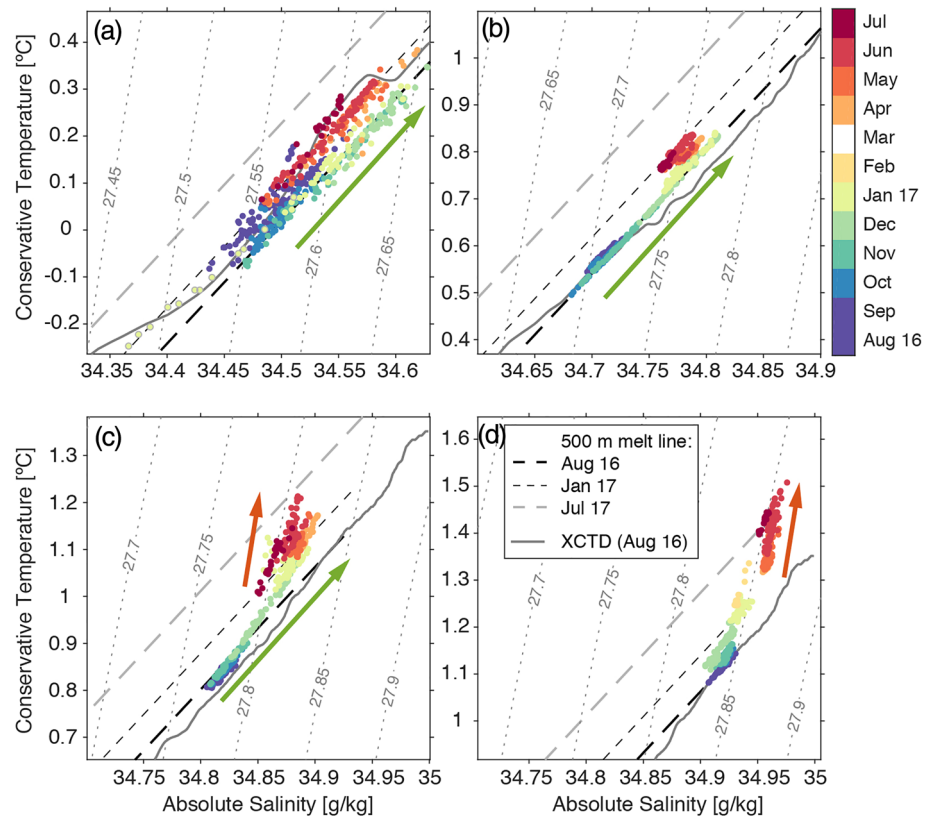 (a)
0.4
0.3
0.2
0.1
0
-0.1
-0.2
Conservative Temperature [ºC]
27.45
27.5
27.55
27.6
27.65
34.35
34.4
34.45
34.5
34.55
34.6
(b)
1
0.9
0.8
0.7
0.6
0.5
0.4
27.65
27.7
27.75
27.8
34.65
34.7
34.75
34.8
34.85
34.9
Jul
Jun
May
Apr
Mar
Feb
Jan 17
Dec
Nov
Oct
Sep
Aug 16
(c)
1.3
1.2
1.1
1
0.9
0.8
0.7
Conservative Temperature [ºC]
27.7
27.75
27.8
27.85
27.9
34.75
34.8
34.85
34.9
34.95
35
Absolute Salinity [g/kg]
(d)
1.6
1.5
1.4
1.3
1.2
1.1
1
500 m melt line:
Aug 16
Jan 17
Jul 17
XCTD (Aug 16)
27.7
27.75
27.8
27.85
27.9
34.75
34.8
34.85
34.9
34.95
35
Absolute Salinity [g/kg]